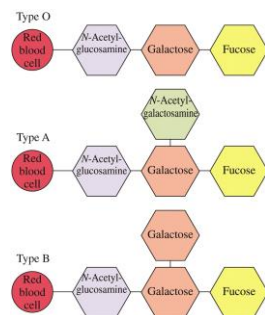 Type O
Red blood cell
N-Acetyl-glucosamine
Galactose
Fucose
N-Acetyl-galactosamine
Type A
Red blood cell
N-Acetyl-glucosamine
Galactose
Fucose
Galactose
Type B
Red blood cell
N-Acetyl-glucosamine
Galactose
Fucose